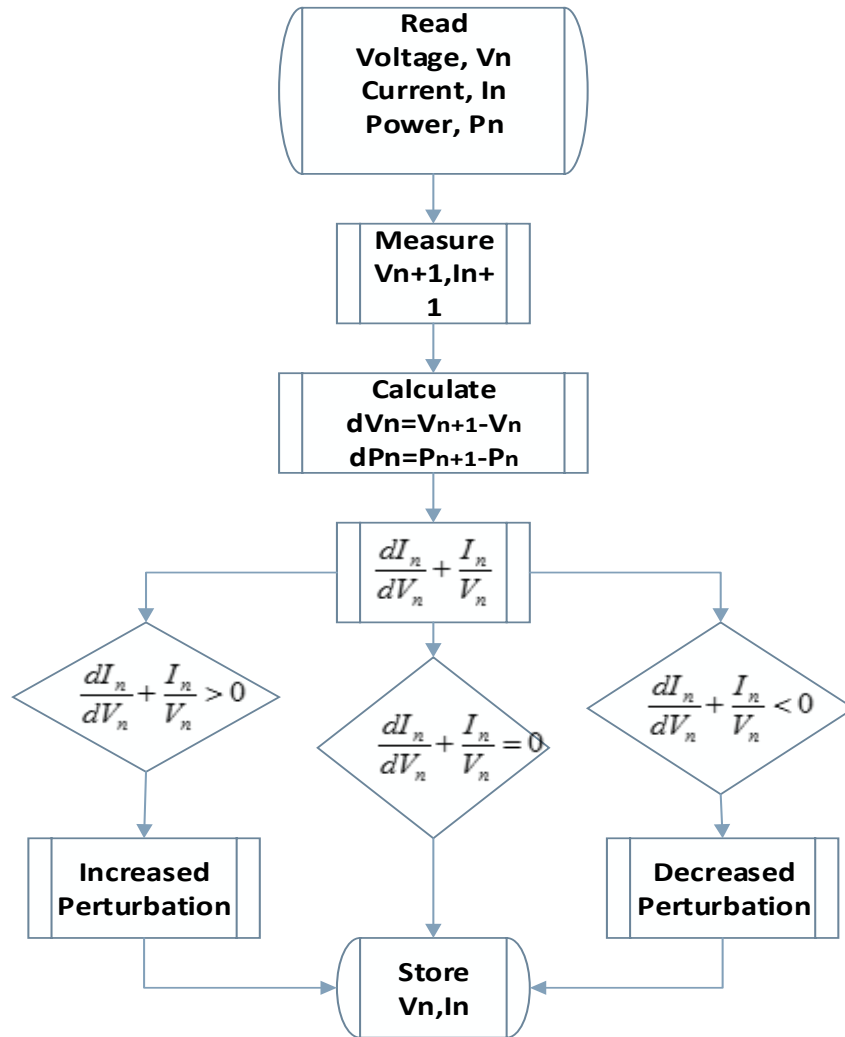 Read
Voltage, Vn
Current, In
Power, Pn
Measure
Vn+1,In+
1
Calculate
dVn=Vn+1-Vn
dPn=Pn+1-Pn
dIn/dVn + In/Vn
dIn/dVn + In/Vn > 0
dIn/dVn + In/Vn = 0
dIn/dVn + In/Vn < 0
Increased
Perturbation
Decreased
Perturbation
Store
Vn,In